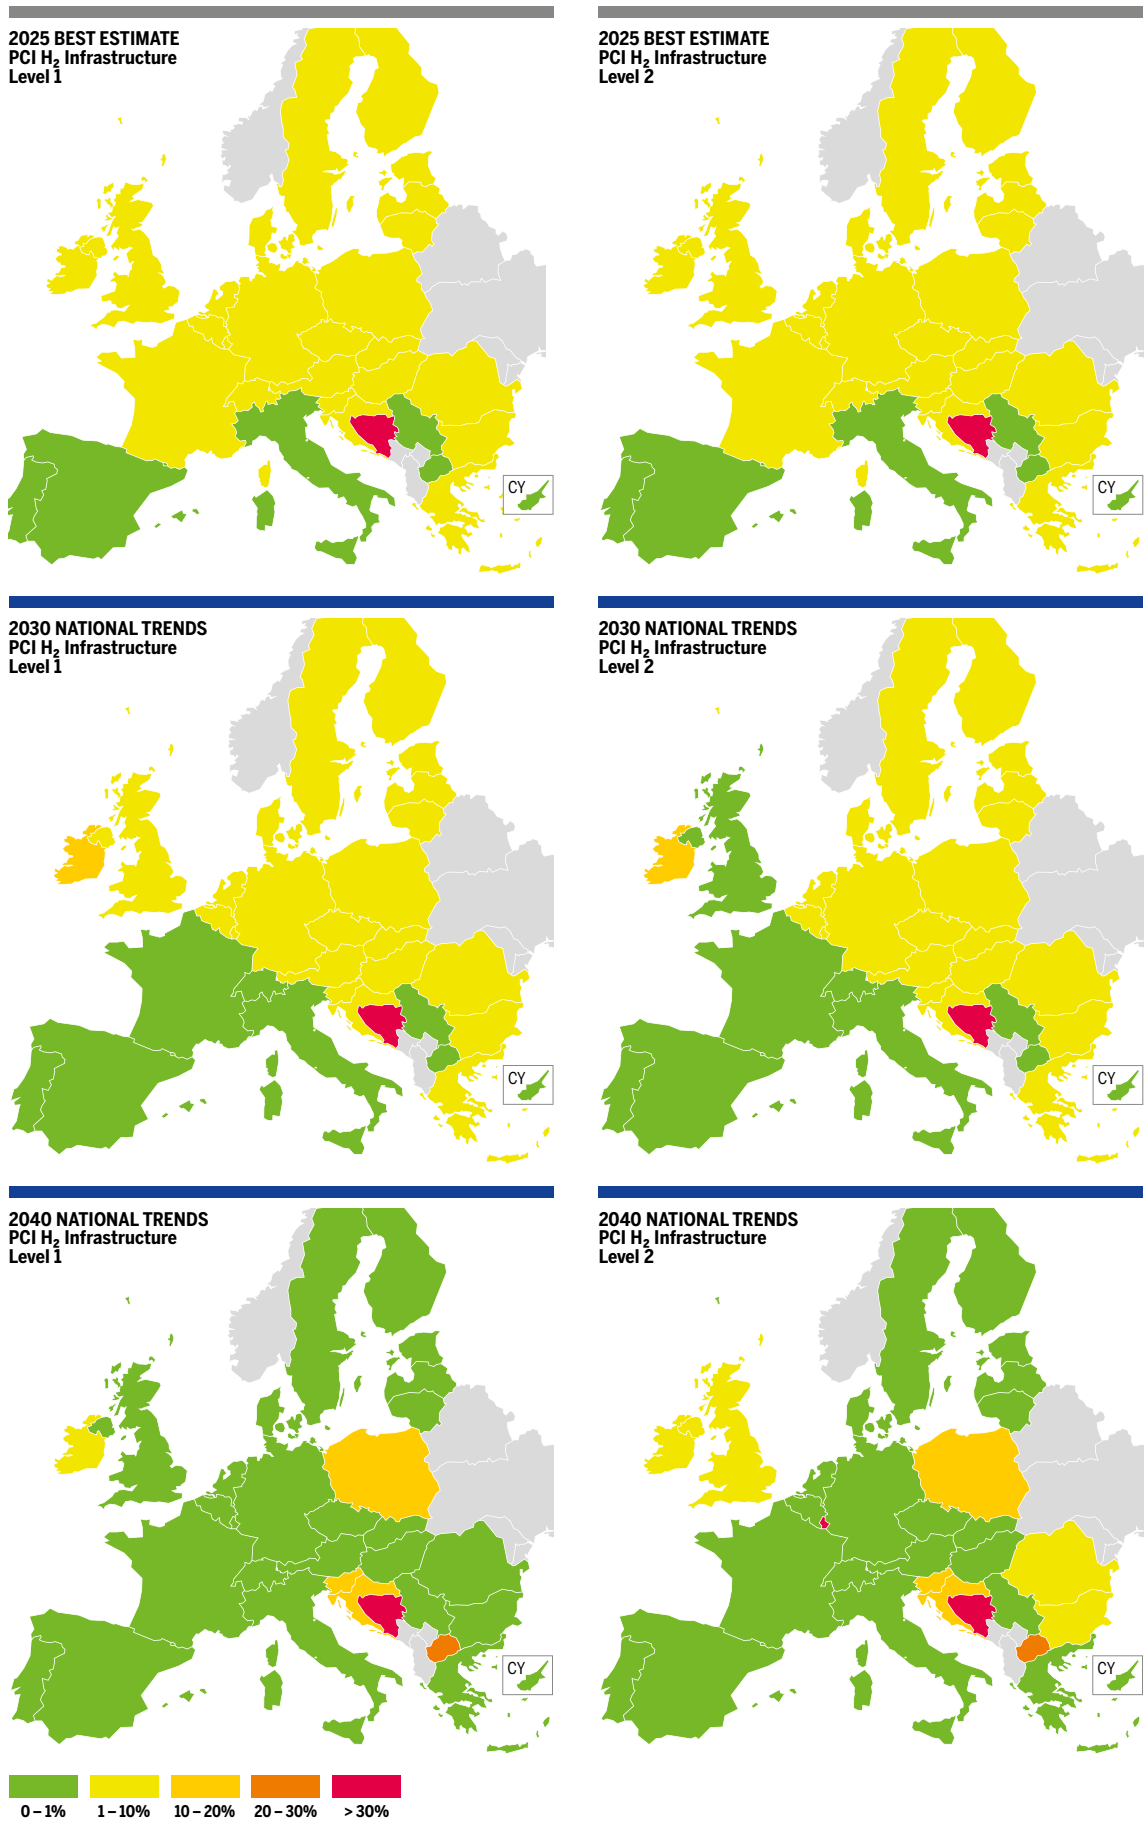 2025 BEST ESTIMATE
PCI H₂ Infrastructure
Level 1
CY
2025 BEST ESTIMATE
PCI H₂ Infrastructure
Level 2
CY
2030 NATIONAL TRENDS
PCI H₂ Infrastructure
Level 1
CY
2030 NATIONAL TRENDS
PCI H₂ Infrastructure
Level 2
CY
2040 NATIONAL TRENDS
PCI H₂ Infrastructure
Level 1
CY
2040 NATIONAL TRENDS
PCI H₂ Infrastructure
Level 2
CY
0 – 1% 1 – 10% 10 – 20% 20 – 30% > 30%